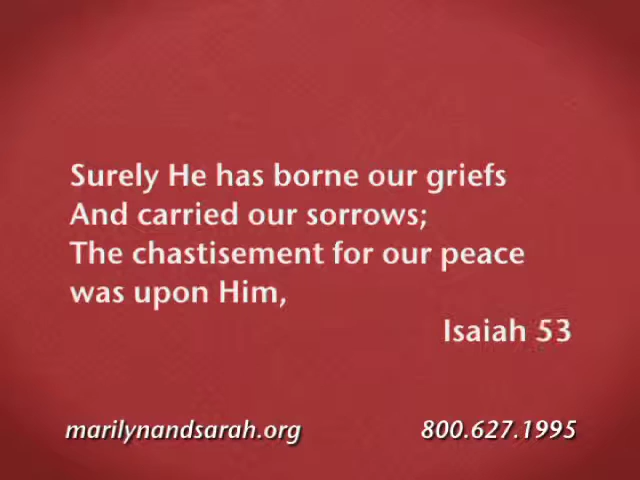 Surely He has borne our griefs
And carried our sorrows;
The chastisement for our peace
was upon Him,
Isaiah 53
marilynandsarah.org 800.627.1995